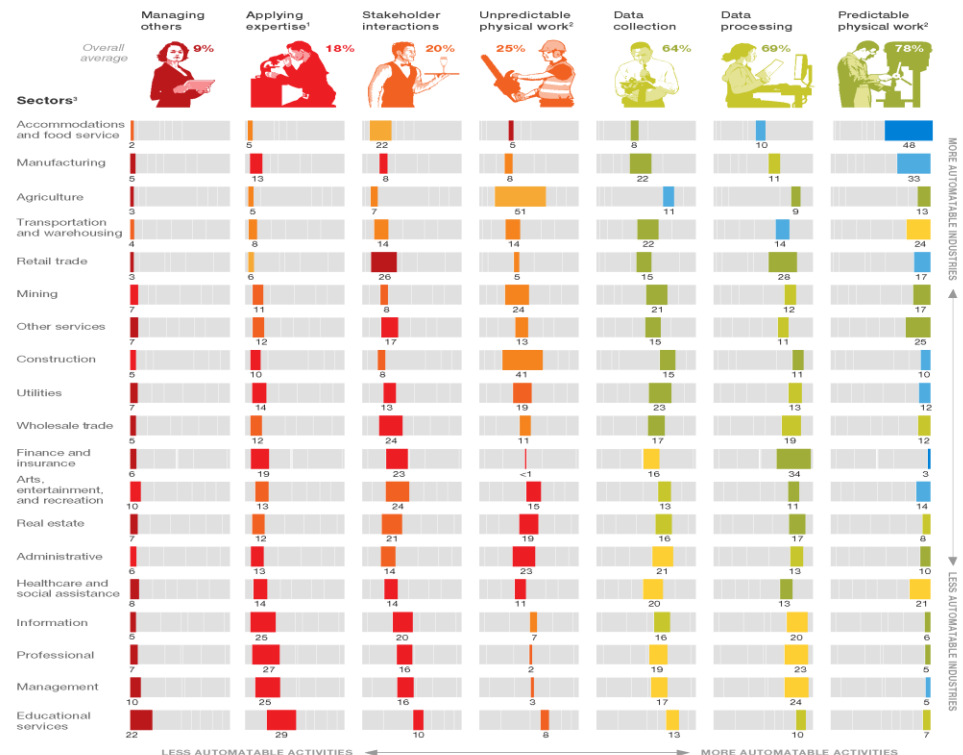 Managing others
Applying expertise¹
Stakeholder interactions
Unpredictable physical work²
Data collection
Data processing
Predictable physical work²
Overall average
9%
18%
20%
25%
64%
69%
78%
Sectors³
Accommodations and food service
2 5 22 5 8 10 48
Manufacturing
5 13 8 8 22 11 33
Agriculture
3 5 7 51 11 9 13
Transportation and warehousing
4 8 14 14 22 14 24
Retail trade
3 6 26 5 15 28 17
Mining
7 11 8 24 21 12 17
Other services
7 12 17 13 15 11 25
Construction
5 10 8 41 15 11 10
Utilities
7 14 13 19 23 13 12
Wholesale trade
5 12 24 11 17 19 12
Finance and insurance
6 19 23 <1 16 34 3
Arts, entertainment, and recreation
10 13 24 15 13 11 14
Real estate
7 12 21 19 16 17 8
Administrative
6 13 14 23 21 13 10
Healthcare and social assistance
8 14 14 11 20 13 21
Information
5 25 20 7 16 20 6
Professional
7 27 16 2 19 23 5
Management
10 25 16 3 17 24 5
Educational services
22 29 10 8 13 10 7
MORE AUTOMATABLE INDUSTRIES
LESS AUTOMATABLE INDUSTRIES
LESS AUTOMATABLE ACTIVITIES
MORE AUTOMATABLE ACTIVITIES